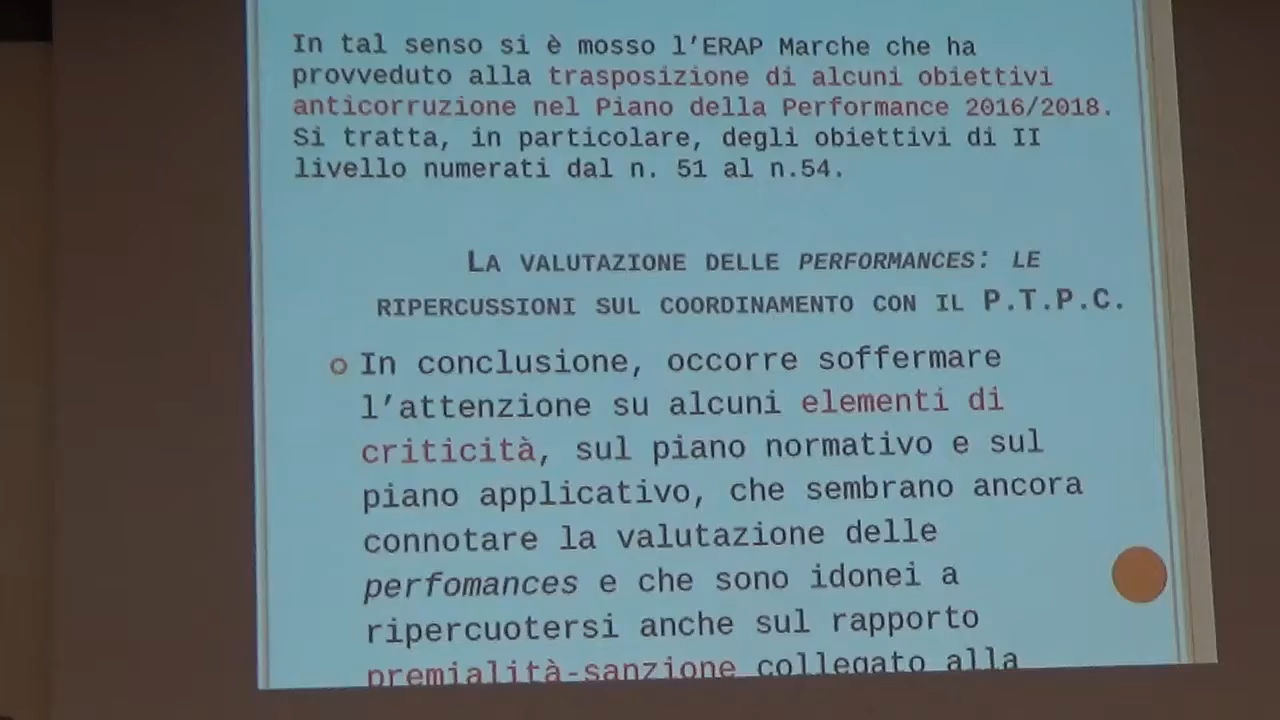 In tal senso si è mosso l’ERAP Marche che ha
provveduto alla trasposizione di alcuni obiettivi
anticorruzione nel Piano della Performance 2016/2018.
Si tratta, in particolare, degli obiettivi di II
livello numerati dal n. 51 al n.54.
LA VALUTAZIONE DELLE PERFORMANCES: LE
RIPERCUSSIONI SUL COORDINAMENTO CON IL P.T.P.C.
In conclusione, occorre soffermare
l’attenzione su alcuni elementi di
criticità, sul piano normativo e sul
piano applicativo, che sembrano ancora
connotare la valutazione delle
perfomances e che sono idonei a
ripercuotersi anche sul rapporto
premialità-sanzione collegato alla